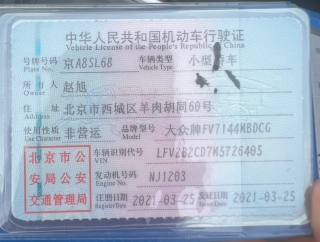 中华人民共和国机动车行驶证
Vehicle License of the People's Republic of China
号牌号码 京A8SL68 车辆类型 小型轿车
Plate No. Vehicle Type
所有人 赵旭
住址 北京市西城区羊肉胡同60号
使用性质 非营运 品牌型号 大众牌FV7144MBDCG
Use Character Model
北京市公 车辆识别代号 LFV2B2CD7M5726405
VIN
安局公安 发动机号码 NJ1203
Engine No.
交通管理局 注册日期 2021-03-25 发证日期 2021-03-25
Register Date Issue Date